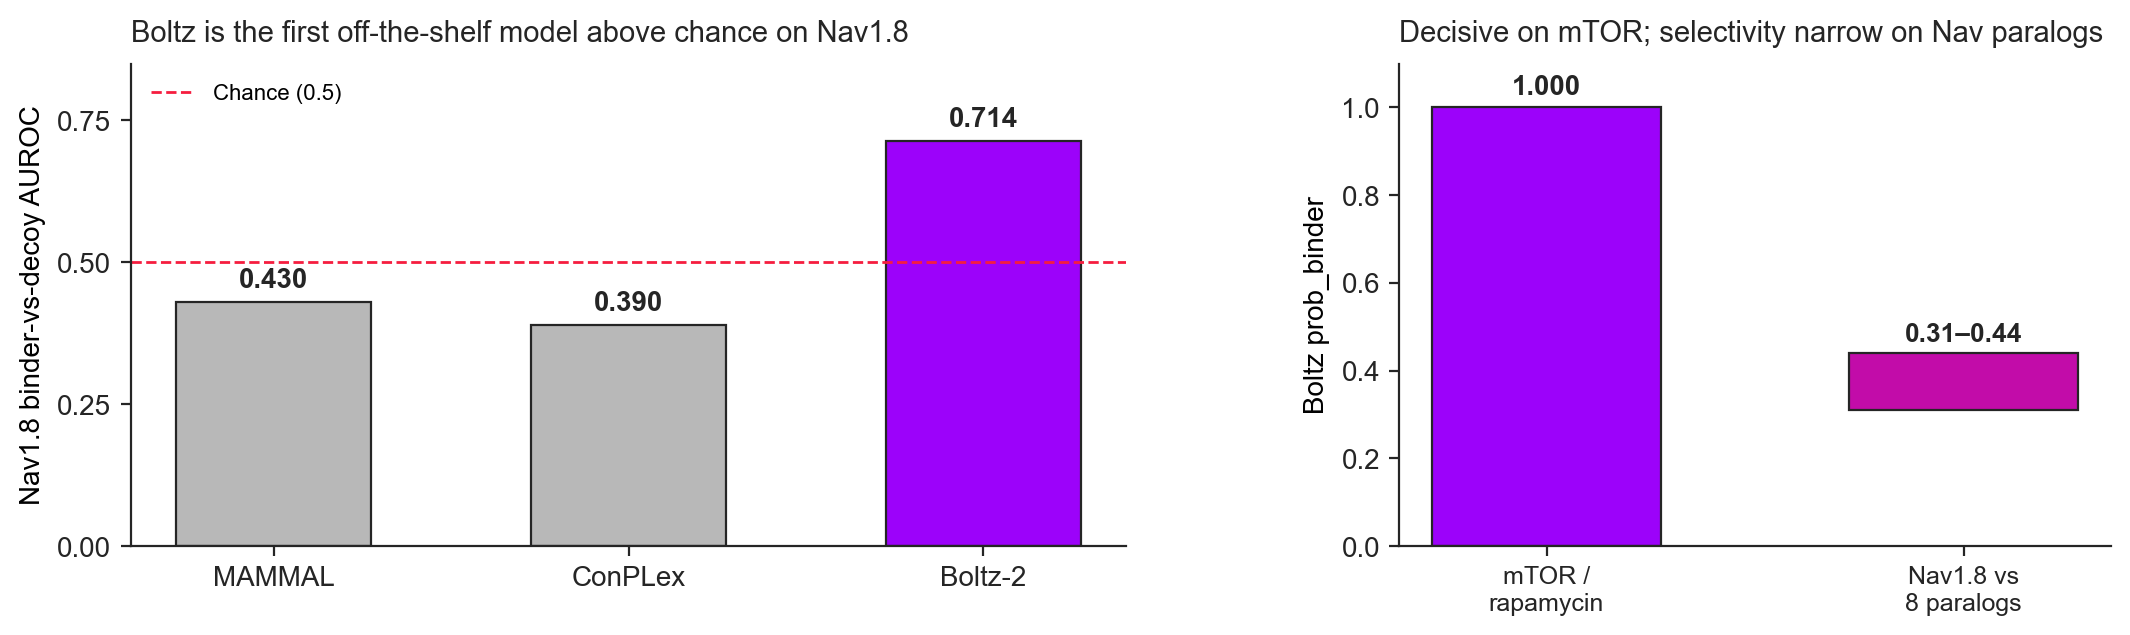 Boltz is the first off-the-shelf model above chance on Nav1.8
Chance (0.5)
Nav1.8 binder-vs-decoy AUROC
0.75
0.50
0.25
0.00
0.430
0.390
0.714
MAMMAL
ConPLex
Boltz-2
Decisive on mTOR; selectivity narrow on Nav paralogs
Boltz prob_binder
1.0
0.8
0.6
0.4
0.2
0.0
1.000
0.31–0.44
mTOR /
rapamycin
Nav1.8 vs
8 paralogs